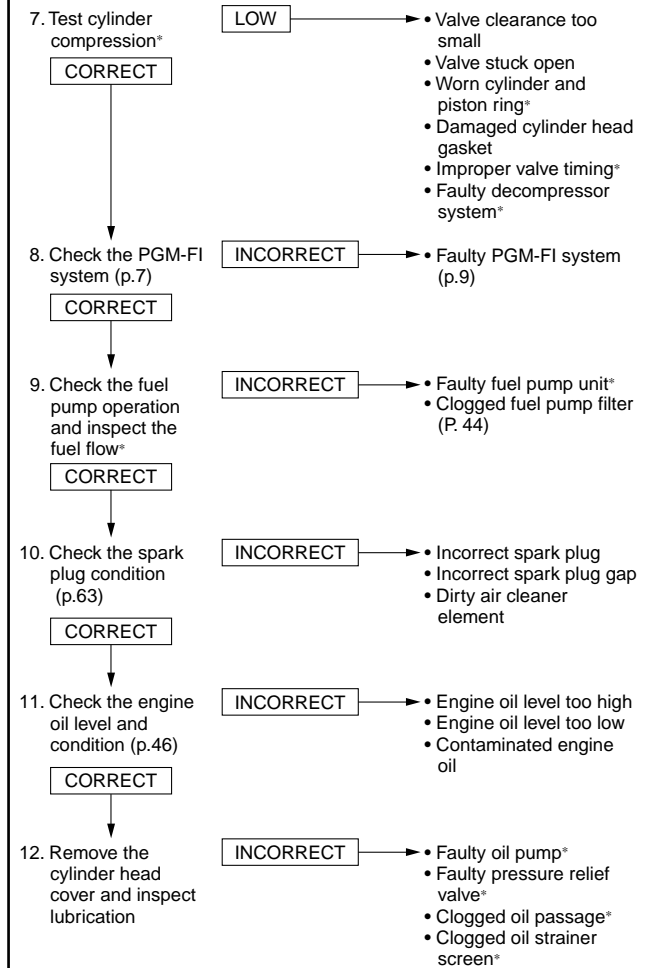 7. Test cylinder
compression*
CORRECT
LOW
• Valve clearance too
small
• Valve stuck open
• Worn cylinder and
piston ring*
• Damaged cylinder head
gasket
• Improper valve timing*
• Faulty decompressor
system*
8. Check the PGM-FI
system (p.7)
CORRECT
INCORRECT
• Faulty PGM-FI system
(p.9)
9. Check the fuel
pump operation
and inspect the
fuel flow*
CORRECT
INCORRECT
• Faulty fuel pump unit*
• Clogged fuel pump filter
(P. 44)
10. Check the spark
plug condition
(p.63)
CORRECT
INCORRECT
• Incorrect spark plug
• Incorrect spark plug gap
• Dirty air cleaner
element
11. Check the engine
oil level and
condition (p.46)
CORRECT
INCORRECT
• Engine oil level too high
• Engine oil level too low
• Contaminated engine
oil
12. Remove the
cylinder head
cover and inspect
lubrication
INCORRECT
• Faulty oil pump*
• Faulty pressure relief
valve*
• Clogged oil passage*
• Clogged oil strainer
screen*